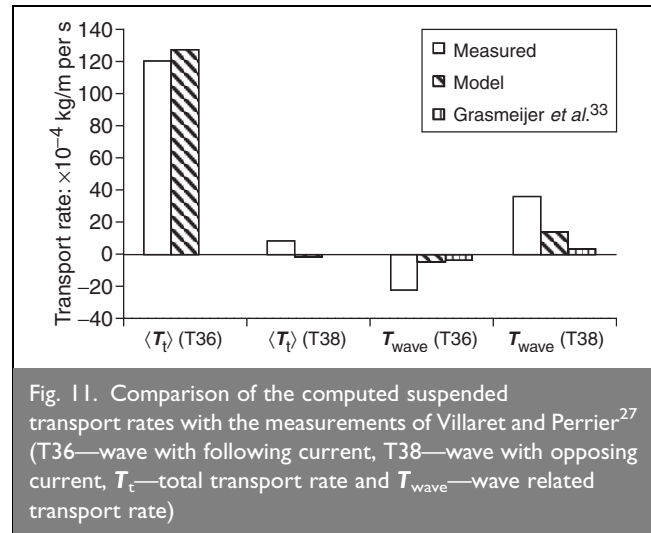 Transport rate: ×10⁻⁴ kg/m per s
140
120
100
80
60
40
20
0
−20
−40
Measured
Model
Grasmeijer et al.³³
⟨Tₜ⟩ (T36)
⟨Tₜ⟩ (T38)
T_wave (T36)
T_wave (T38)
Fig. 11. Comparison of the computed suspended
transport rates with the measurements of Villaret and Perrier²⁷
(T36—wave with following current, T38—wave with opposing
current, Tₜ—total transport rate and T_wave—wave related
transport rate)